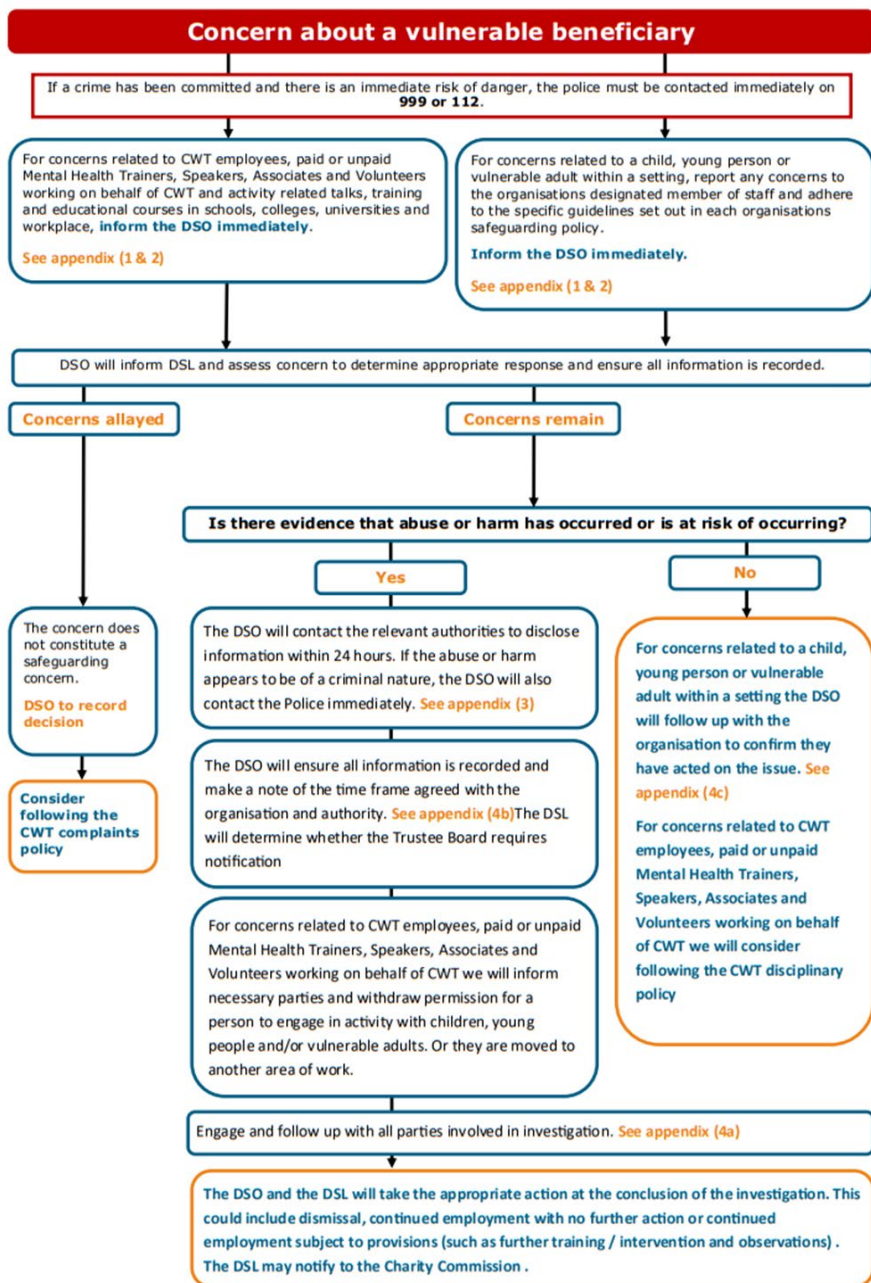 Concern about a vulnerable beneficiary
If a crime has been committed and there is an immediate risk of danger, the police must be contacted immediately on
999 or 112.
For concerns related to CWT employees, paid or unpaid
Mental Health Trainers, Speakers, Associates and Volunteers
working on behalf of CWT and activity related talks, training
and educational courses in schools, colleges, universities and
workplace, inform the DSO immediately.
See appendix (1 & 2)
For concerns related to a child, young person or
vulnerable adult within a setting, report any concerns to
the organisations designated member of staff and adhere
to the specific guidelines set out in each organisations
safeguarding policy.
Inform the DSO immediately.
See appendix (1 & 2)
DSO will inform DSL and assess concern to determine appropriate response and ensure all information is recorded.
Concerns allayed
Concerns remain
Is there evidence that abuse or harm has occurred or is at risk of occurring?
Yes
No
The concern does
not constitute a
safeguarding
concern.
DSO to record
decision
Consider
following the
CWT complaints
policy
The DSO will contact the relevant authorities to disclose
information within 24 hours. If the abuse or harm
appears to be of a criminal nature, the DSO will also
contact the Police immediately. See appendix (3)
The DSO will ensure all information is recorded and
make a note of the time frame agreed with the
organisation and authority. See appendix (4b)The DSL
will determine whether the Trustee Board requires
notification
For concerns related to CWT employees, paid or unpaid
Mental Health Trainers, Speakers, Associates and
Volunteers working on behalf of CWT we will inform
necessary parties and withdraw permission for a
person to engage in activity with children, young
people and/or vulnerable adults. Or they are moved to
another area of work.
For concerns related to a child,
young person or vulnerable
adult within a setting the DSO
will follow up with the
organisation to confirm they
have acted on the issue. See
appendix (4c)
For concerns related to CWT
employees, paid or unpaid
Mental Health Trainers,
Speakers, Associates and
Volunteers working on behalf
of CWT we will consider
following the CWT disciplinary
policy
Engage and follow up with all parties involved in investigation. See appendix (4a)
The DSO and the DSL will take the appropriate action at the conclusion of the investigation. This
could include dismissal, continued employment with no further action or continued
employment subject to provisions (such as further training / intervention and observations) .
The DSL may notify to the Charity Commission .